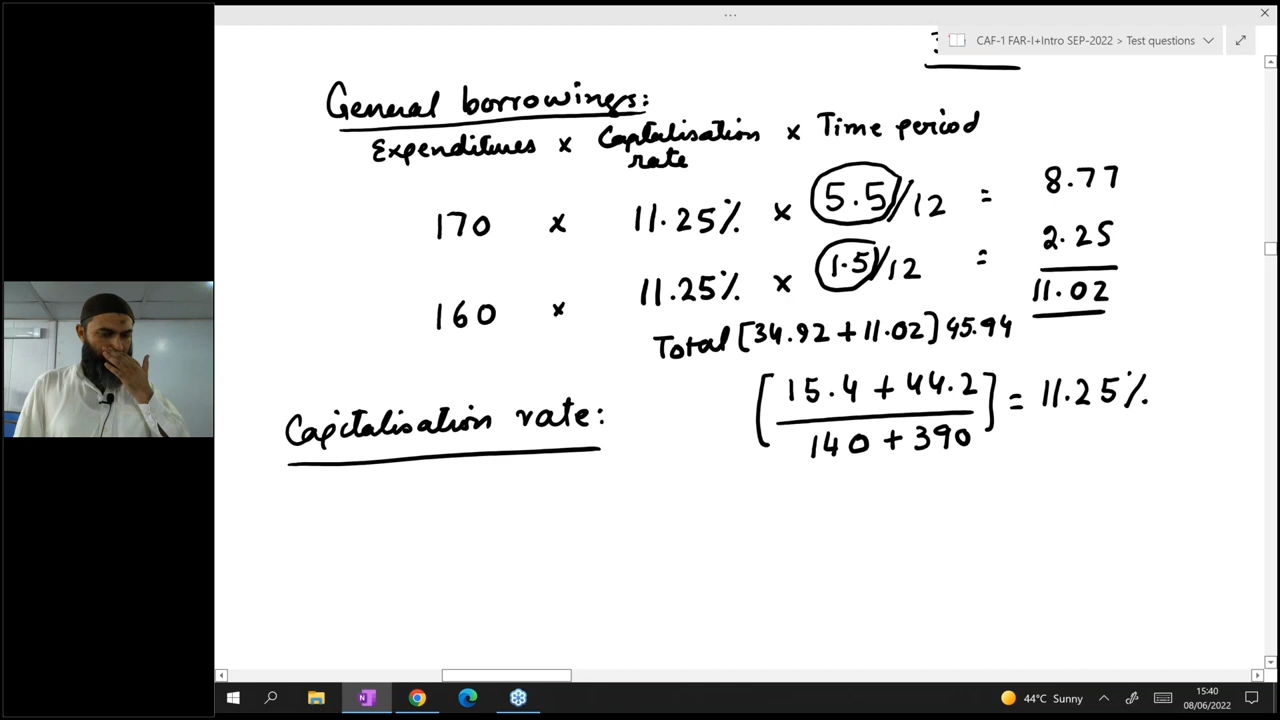 CAF-1 FAR-I+Intro SEP-2022 > Test questions
General borrowings:
Expenditures x Captalisation rate x Time period
170 x 11.25% x 5.5/12 = 8.77
160 x 11.25% x 1.5/12 = 2.25
11.02
Total [34.92 + 11.02] 45.94
Capitalisation rate: [15.4 + 44.2 / 140 + 390] = 11.25%
44°C Sunny
15:40
08/06/2022